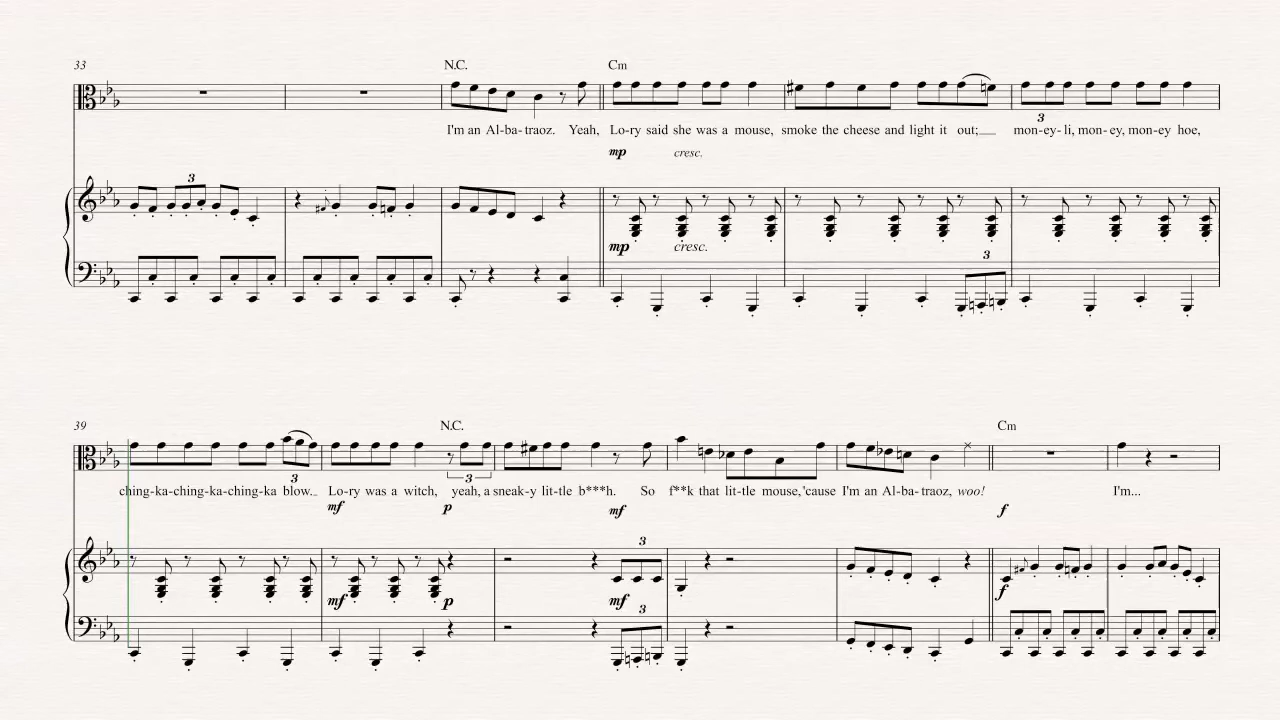 33
N.C.
Cm
I'm an Al-ba-traoz. Yeah, Lo-ry said she was a mouse, smoke the cheese and light it out;__ mon-ey-li, mon-ey, mon-ey hoe,
3
mp cresc.
3
mp cresc.
3
39
N.C.
Cm
3 3
ching-ka-ching-ka-ching-ka blow.. Lo-ry was a witch, yeah, a sneak-y lit-tle b***h. So f**k that lit-tle mouse,'cause I'm an Al-ba-traoz, woo! I'm...
mf p mf f
3
mf p mf f
3